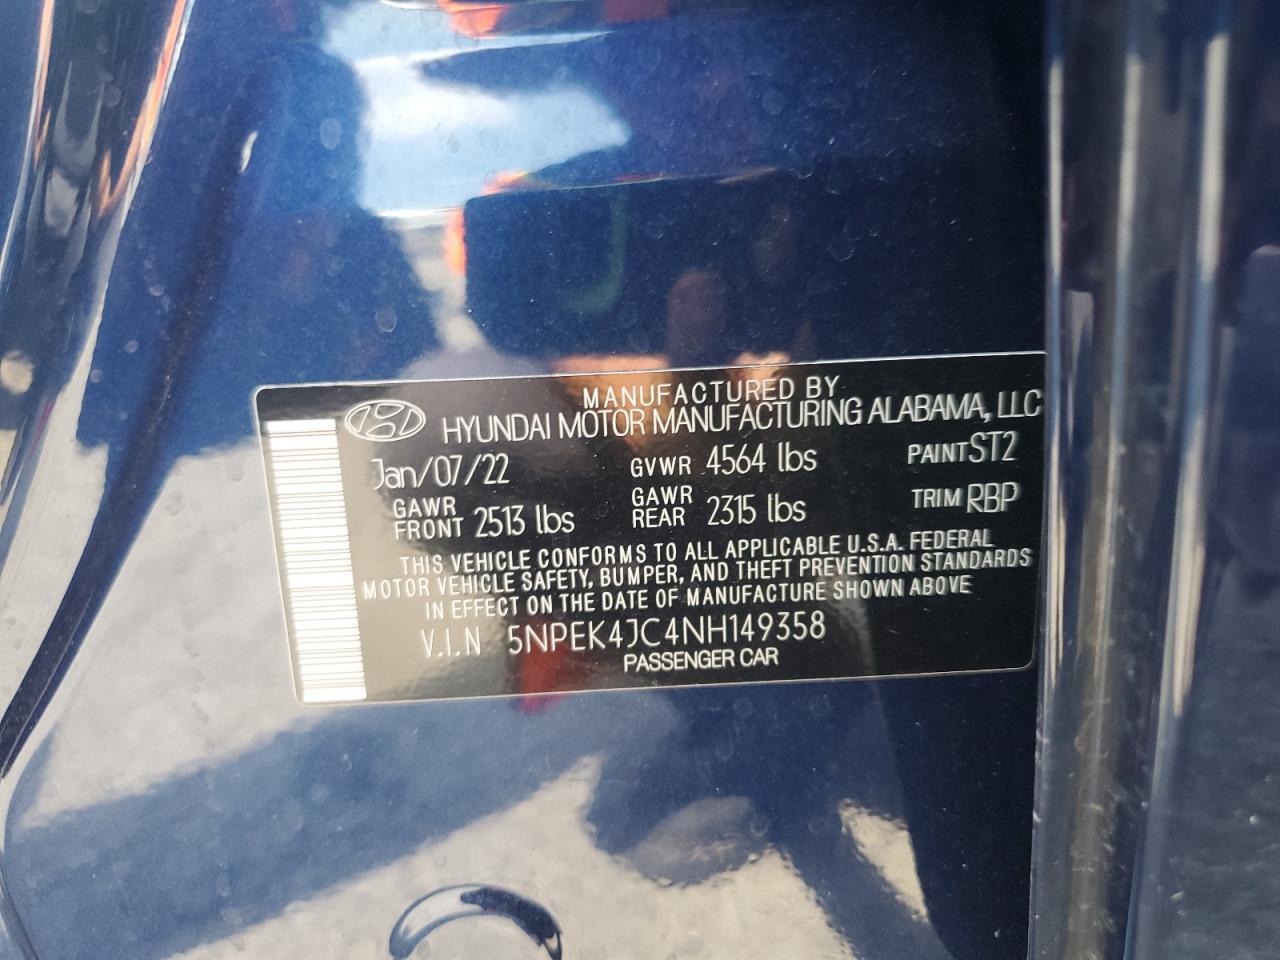 MANUFACTURED BY
HYUNDAI MOTOR MANUFACTURING ALABAMA, LLC
Jan/07/22 GVWR 4564 lbs PAINT ST2
GAWR FRONT 2513 lbs GAWR REAR 2315 lbs TRIM RBP
THIS VEHICLE CONFORMS TO ALL APPLICABLE U.S.A. FEDERAL
MOTOR VEHICLE SAFETY, BUMPER, AND THEFT PREVENTION STANDARDS
IN EFFECT ON THE DATE OF MANUFACTURE SHOWN ABOVE
V.I.N 5NPEK4JC4NH149358
PASSENGER CAR